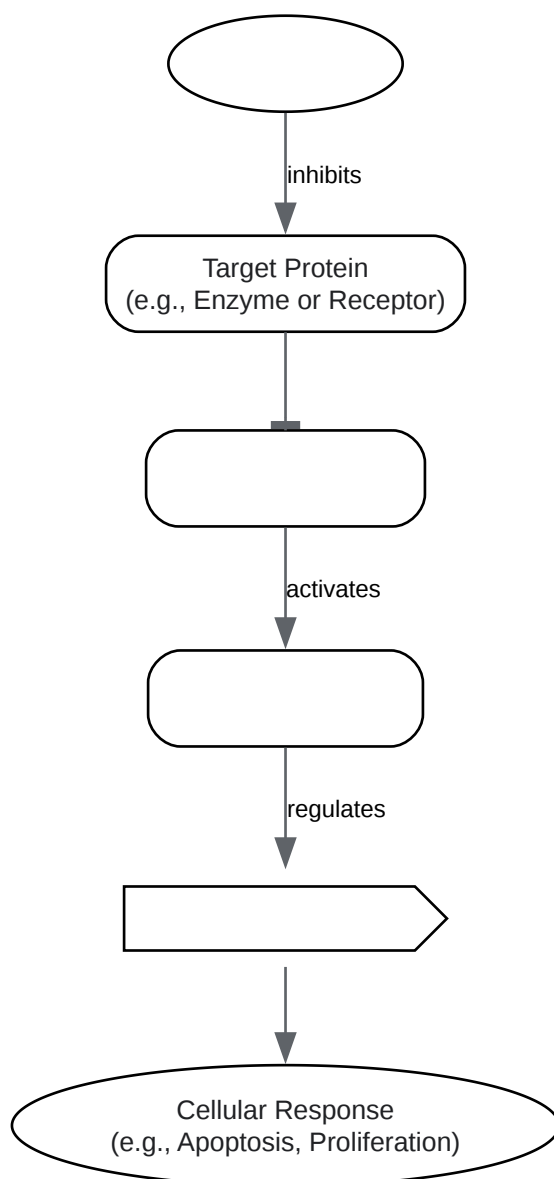 inhibits
Target Protein
(e.g., Enzyme or Receptor)
activates
regulates
Cellular Response
(e.g., Apoptosis, Proliferation)